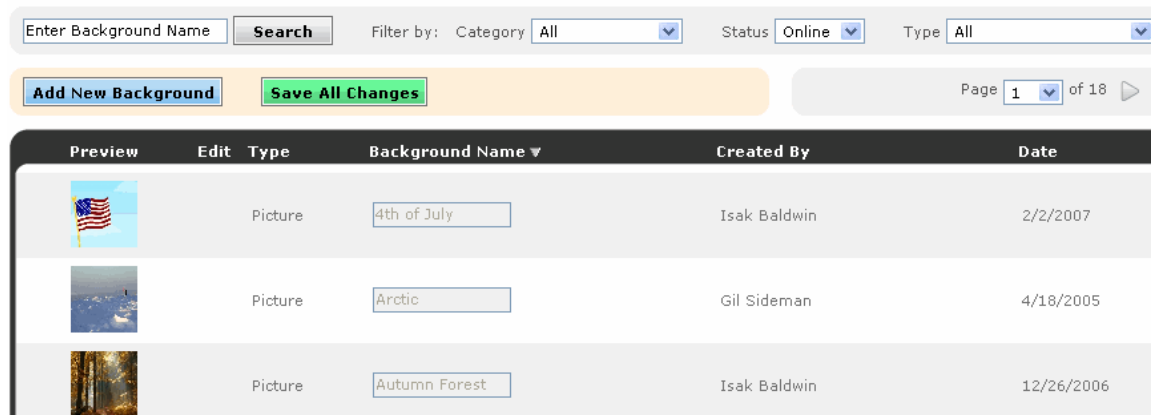 Enter Background Name Search Filter by: Category All Status Online Type All
Add New Background Save All Changes Page 1 of 18
Preview Edit Type Background Name Created By Date
Picture 4th of July Isak Baldwin 2/2/2007
Picture Arctic Gil Sideman 4/18/2005
Picture Autumn Forest Isak Baldwin 12/26/2006